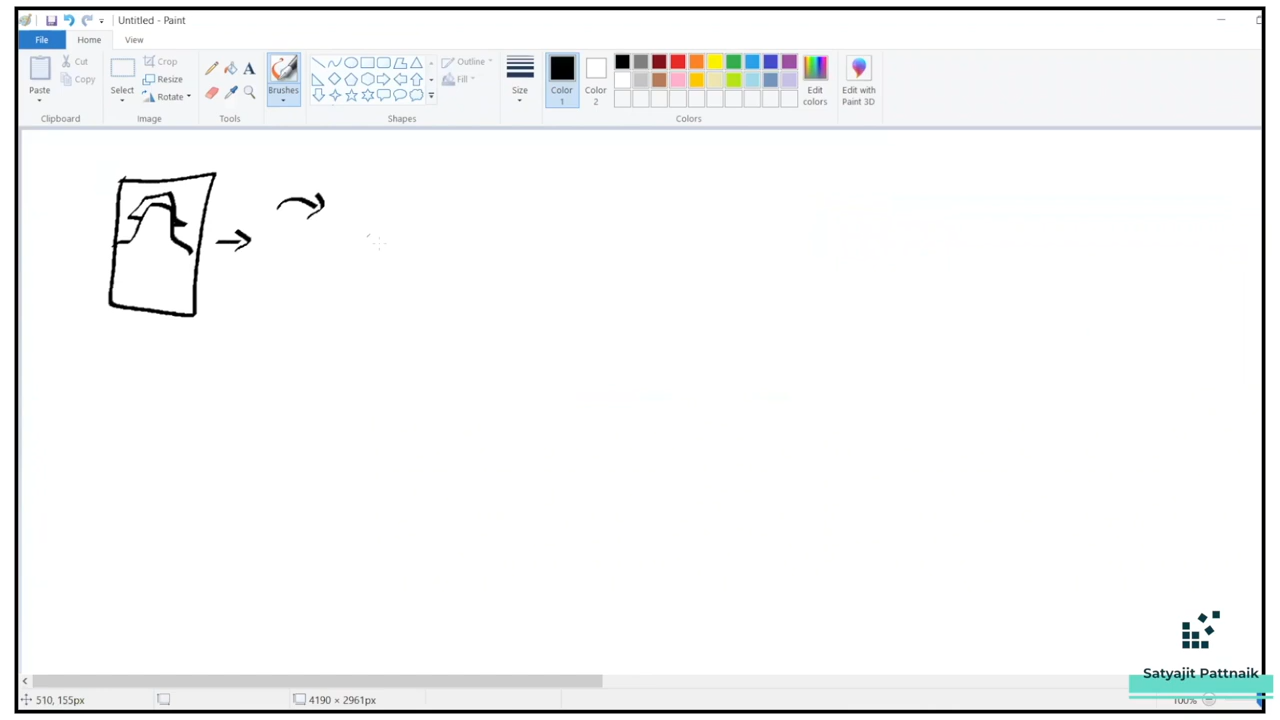 Untitled - Paint
File Home View
Paste
Cut
Copy
Clipboard
Select
Crop
Resize
Rotate
Image
Tools
Brushes
Shapes
Outline
Fill
Size
Color 1
Color 2
Edit colors
Colors
Edit with Paint 3D
Satyajit Pattnaik
510, 155px
4190 × 2961px
100%